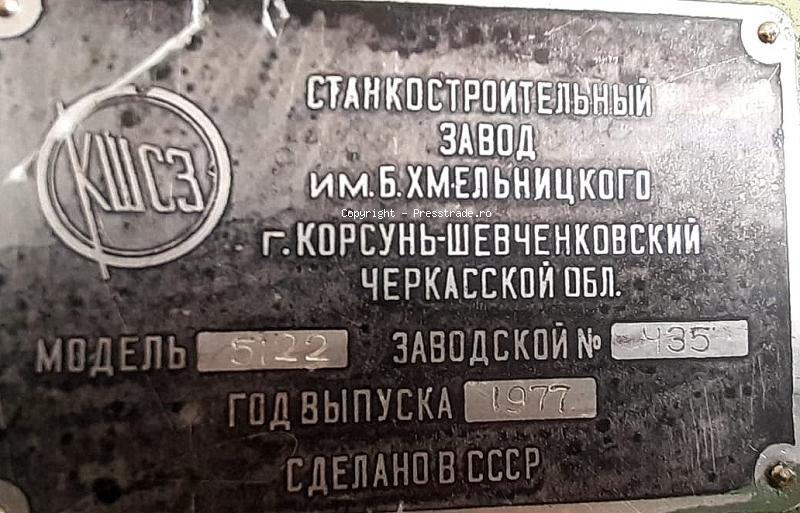 КШСЗ
СТАНКОСТРОИТЕЛЬНЫЙ
ЗАВОД
им. Б. ХМЕЛЬНИЦКОГО
Copyright - Presstrade.ro
г. КОРСУНЬ-ШЕВЧЕНКОВСКИЙ
ЧЕРКАССКОЙ ОБЛ.
МОДЕЛЬ 5122 ЗАВОДСКОЙ № 435
ГОД ВЫПУСКА 1977
СДЕЛАНО В СССР